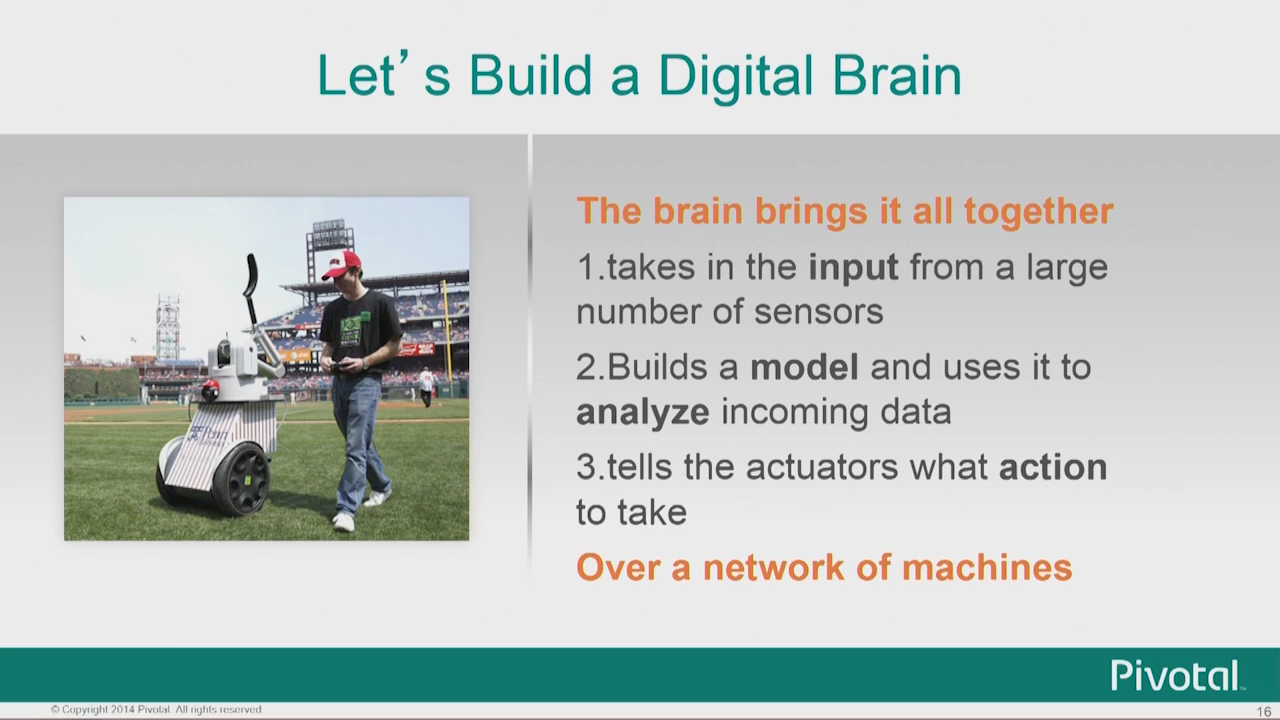 Let’s Build a Digital Brain
The brain brings it all together
1.takes in the input from a large
number of sensors
2.Builds a model and uses it to
analyze incoming data
3.tells the actuators what action
to take
Over a network of machines
Pivotal
© Copyright 2014 Pivotal. All rights reserved.
16